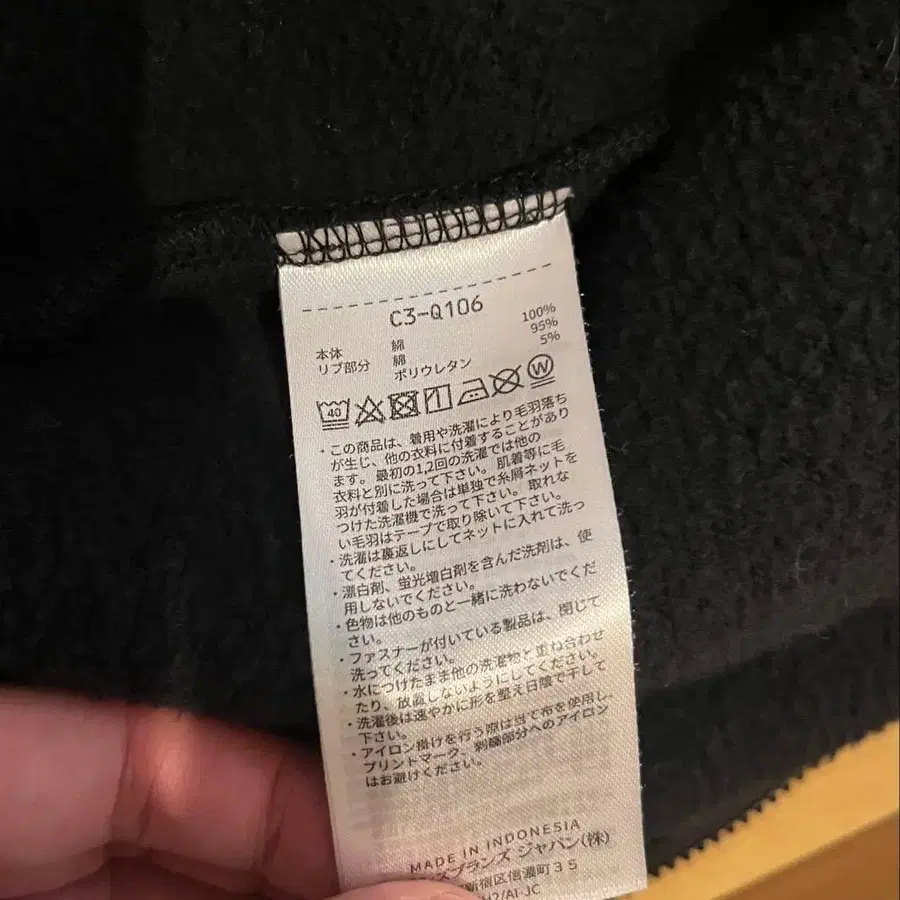 C3-Q106
本体 綿 100%
リブ部分 綿 95%
ポリウレタン 5%
40 W
・この商品は、着用や洗濯により毛羽落ち
が生じ、他の衣料に付着することがあり
ます。最初の1,2回の洗濯では他の
衣料と別に洗って下さい。肌着等に毛
羽が付着した場合は単独で糸屑ネットを
つけた洗濯機で洗って下さい。取れな
い毛羽はテープで取り除いて下さい。
・洗濯は裏返しにしてネットに入れて洗っ
てください。
・漂白剤、蛍光増白剤を含んだ洗剤は、使
用しないでください。
・色物は他のものと一緒に洗わないでくだ
さい。
・ファスナーが付いている製品は、閉じて
洗ってください。
・水につけたまま他の洗濯物と重ね合わせ
たり、放置しないようにしてください。
・洗濯後は速やかに形を整え日陰で干して
下さい。
・アイロン掛けを行う際は当て布を使用し、
プリントマーク、刺繍部分へのアイロン
はお避けください。
MADE IN INDONESIA
ズブランズ ジャパン(株)
新宿区信濃町35
/AI-JC